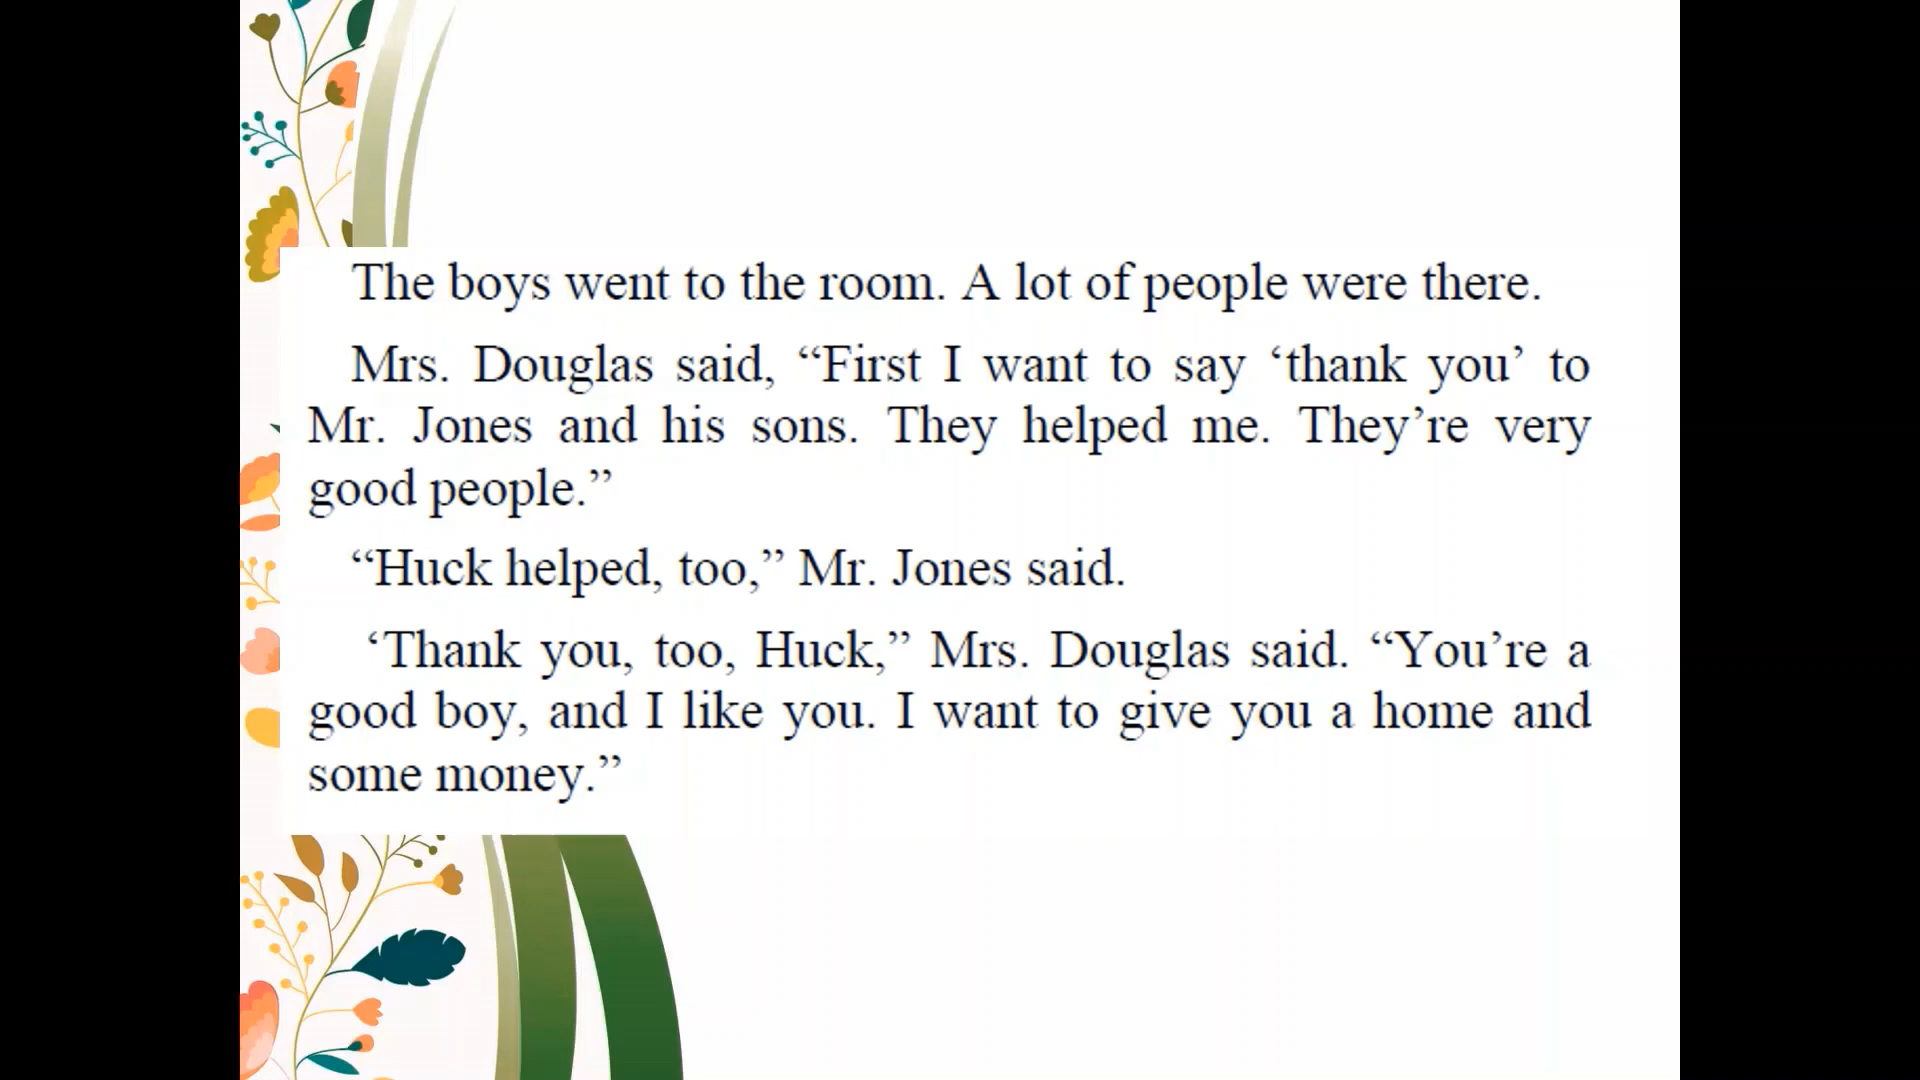 The boys went to the room. A lot of people were there.
Mrs. Douglas said, “First I want to say ‘thank you’ to
Mr. Jones and his sons. They helped me. They’re very
good people.”
“Huck helped, too,” Mr. Jones said.
‘Thank you, too, Huck,” Mrs. Douglas said. “You’re a
good boy, and I like you. I want to give you a home and
some money.”